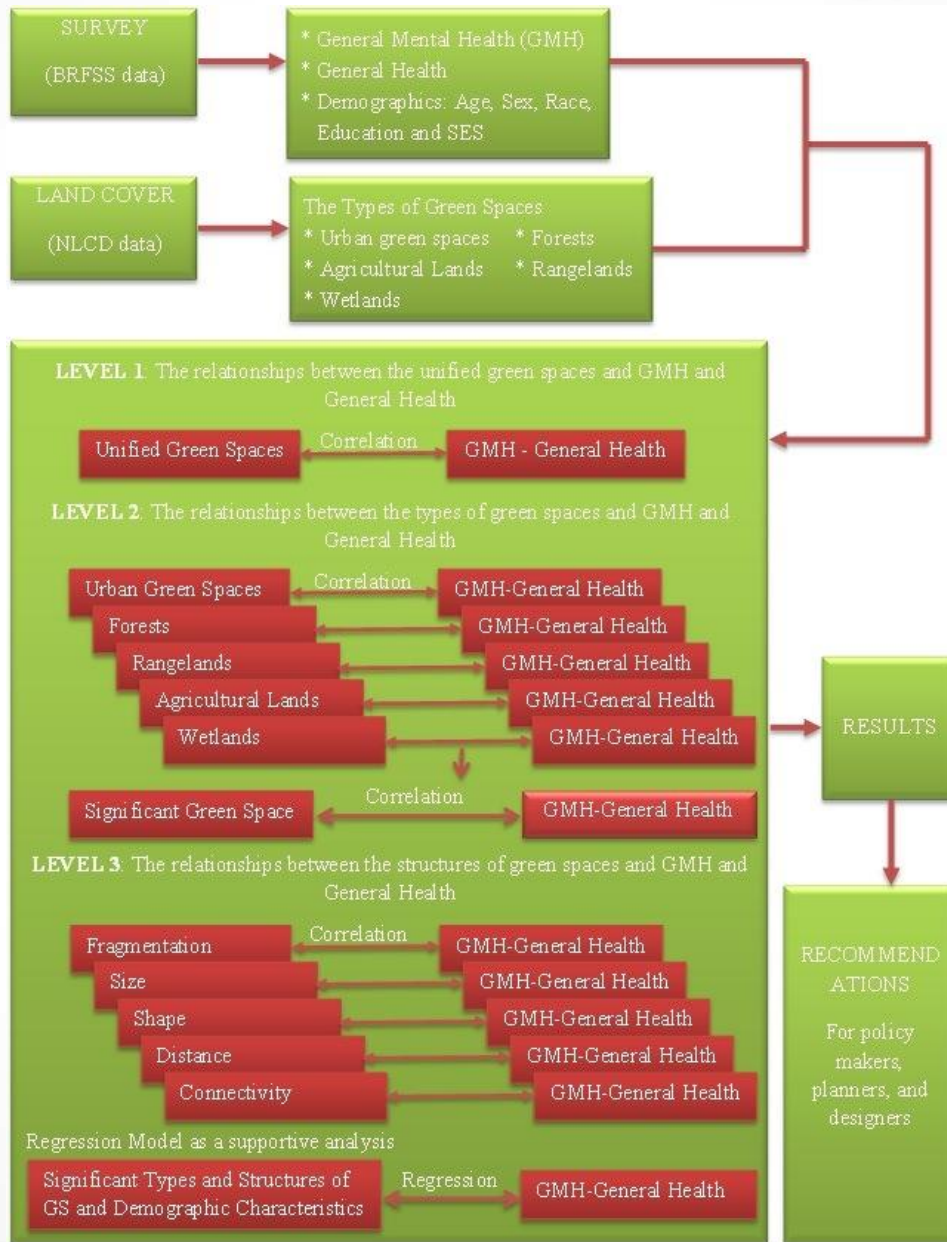 SURVEY
(BRFSS data)
* General Mental Health (GMH)
* General Health
* Demographics: Age, Sex, Race,
Education and SES
LAND COVER
(NLCD data)
The Types of Green Spaces
* Urban green spaces * Forests
* Agricultural Lands * Rangelands
* Wetlands
LEVEL 1: The relationships between the unified green spaces and GMH and
General Health
Unified Green Spaces
Correlation
GMH - General Health
LEVEL 2: The relationships between the types of green spaces and GMH and
General Health
Urban Green Spaces
Correlation
GMH-General Health
Forests
GMH-General Health
Rangelands
GMH-General Health
Agricultural Lands
GMH-General Health
Wetlands
GMH-General Health
Significant Green Space
Correlation
GMH-General Health
LEVEL 3: The relationships between the structures of green spaces and GMH and
General Health
Fragmentation
Correlation
GMH-General Health
Size
GMH-General Health
Shape
GMH-General Health
Distance
GMH-General Health
Connectivity
GMH-General Health
Regression Model as a supportive analysis
Significant Types and Structures of
GS and Demographic Characteristics
Regression
GMH-General Health
RESULTS
RECOMMEND
ATIONS
For policy
makers,
planners, and
designers